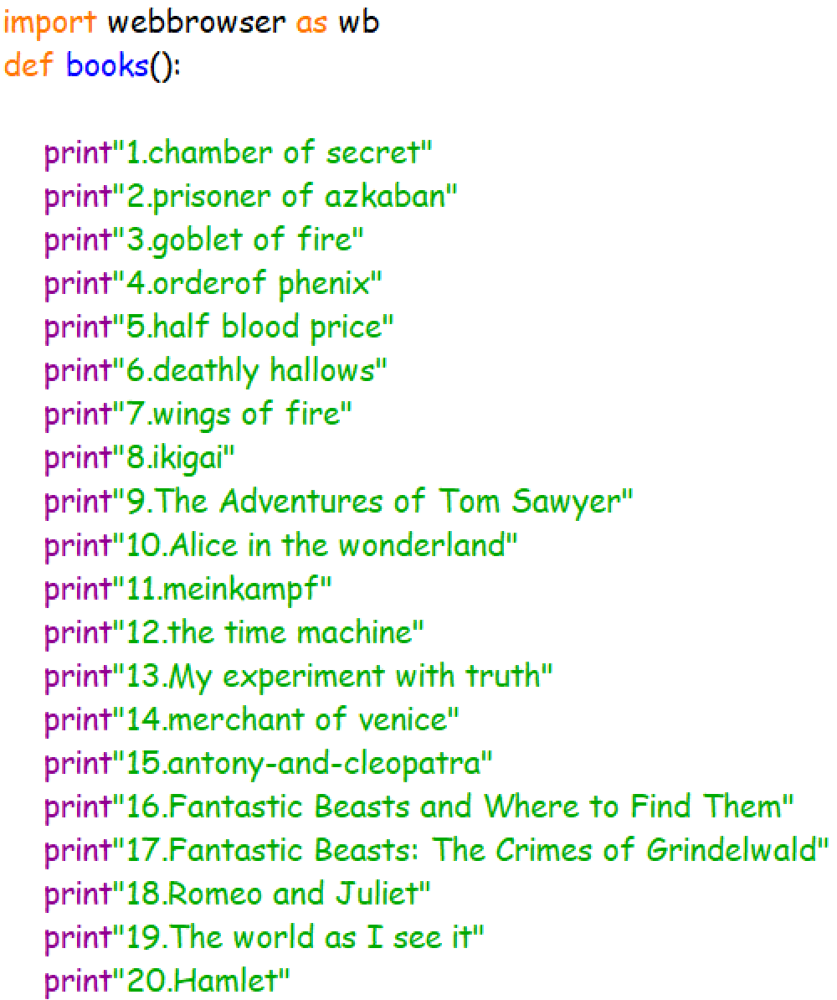 import webbrowser as wb
def books():
print"1.chamber of secret"
print"2.prisoner of azkaban"
print"3.goblet of fire"
print"4.orderof phenix"
print"5.half blood price"
print"6.deathly hallows"
print"7.wings of fire"
print"8.ikigai"
print"9.The Adventures of Tom Sawyer"
print"10.Alice in the wonderland"
print"11.meinkampf"
print"12.the time machine"
print"13.My experiment with truth"
print"14.merchant of venice"
print"15.antony-and-cleopatra"
print"16.Fantastic Beasts and Where to Find Them"
print"17.Fantastic Beasts: The Crimes of Grindelwald"
print"18.Romeo and Juliet"
print"19.The world as I see it"
print"20.Hamlet"